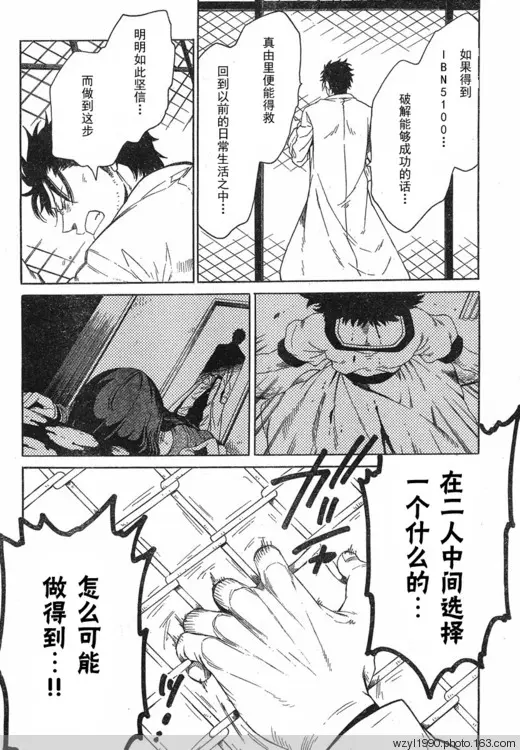 如果得到
IBN5100…
破解能够成功的话…
真由里便能得救
回到以前的日常生活之中…
明明如此坚信…
而做到这步
在二人中间选择
一个什么的…
怎么可能
做得到…!!
wzyl1990.photo.163.com